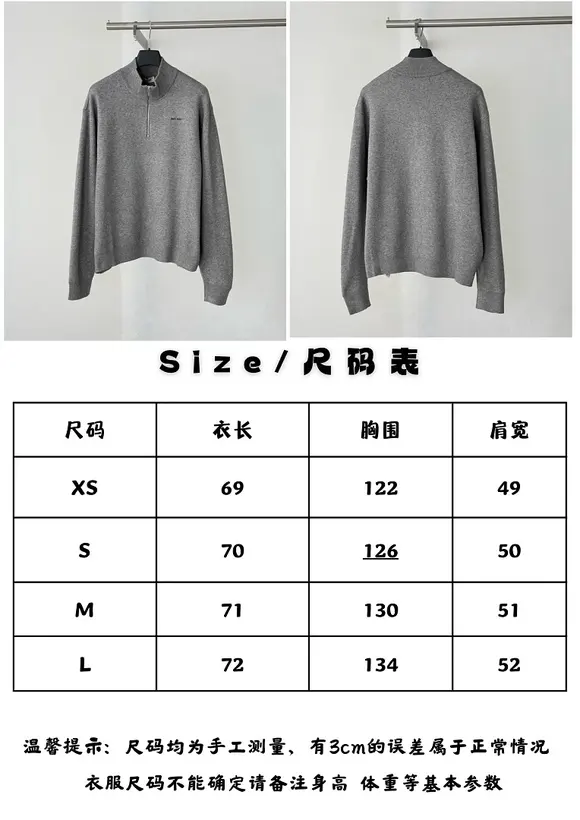 Size/尺码表
尺码 衣长 胸围 肩宽
XS 69 122 49
S 70 126 50
M 71 130 51
L 72 134 52
温馨提示：尺码均为手工测量、有3cm的误差属于正常情况
衣服尺码不能确定请备注身高 体重等基本参数